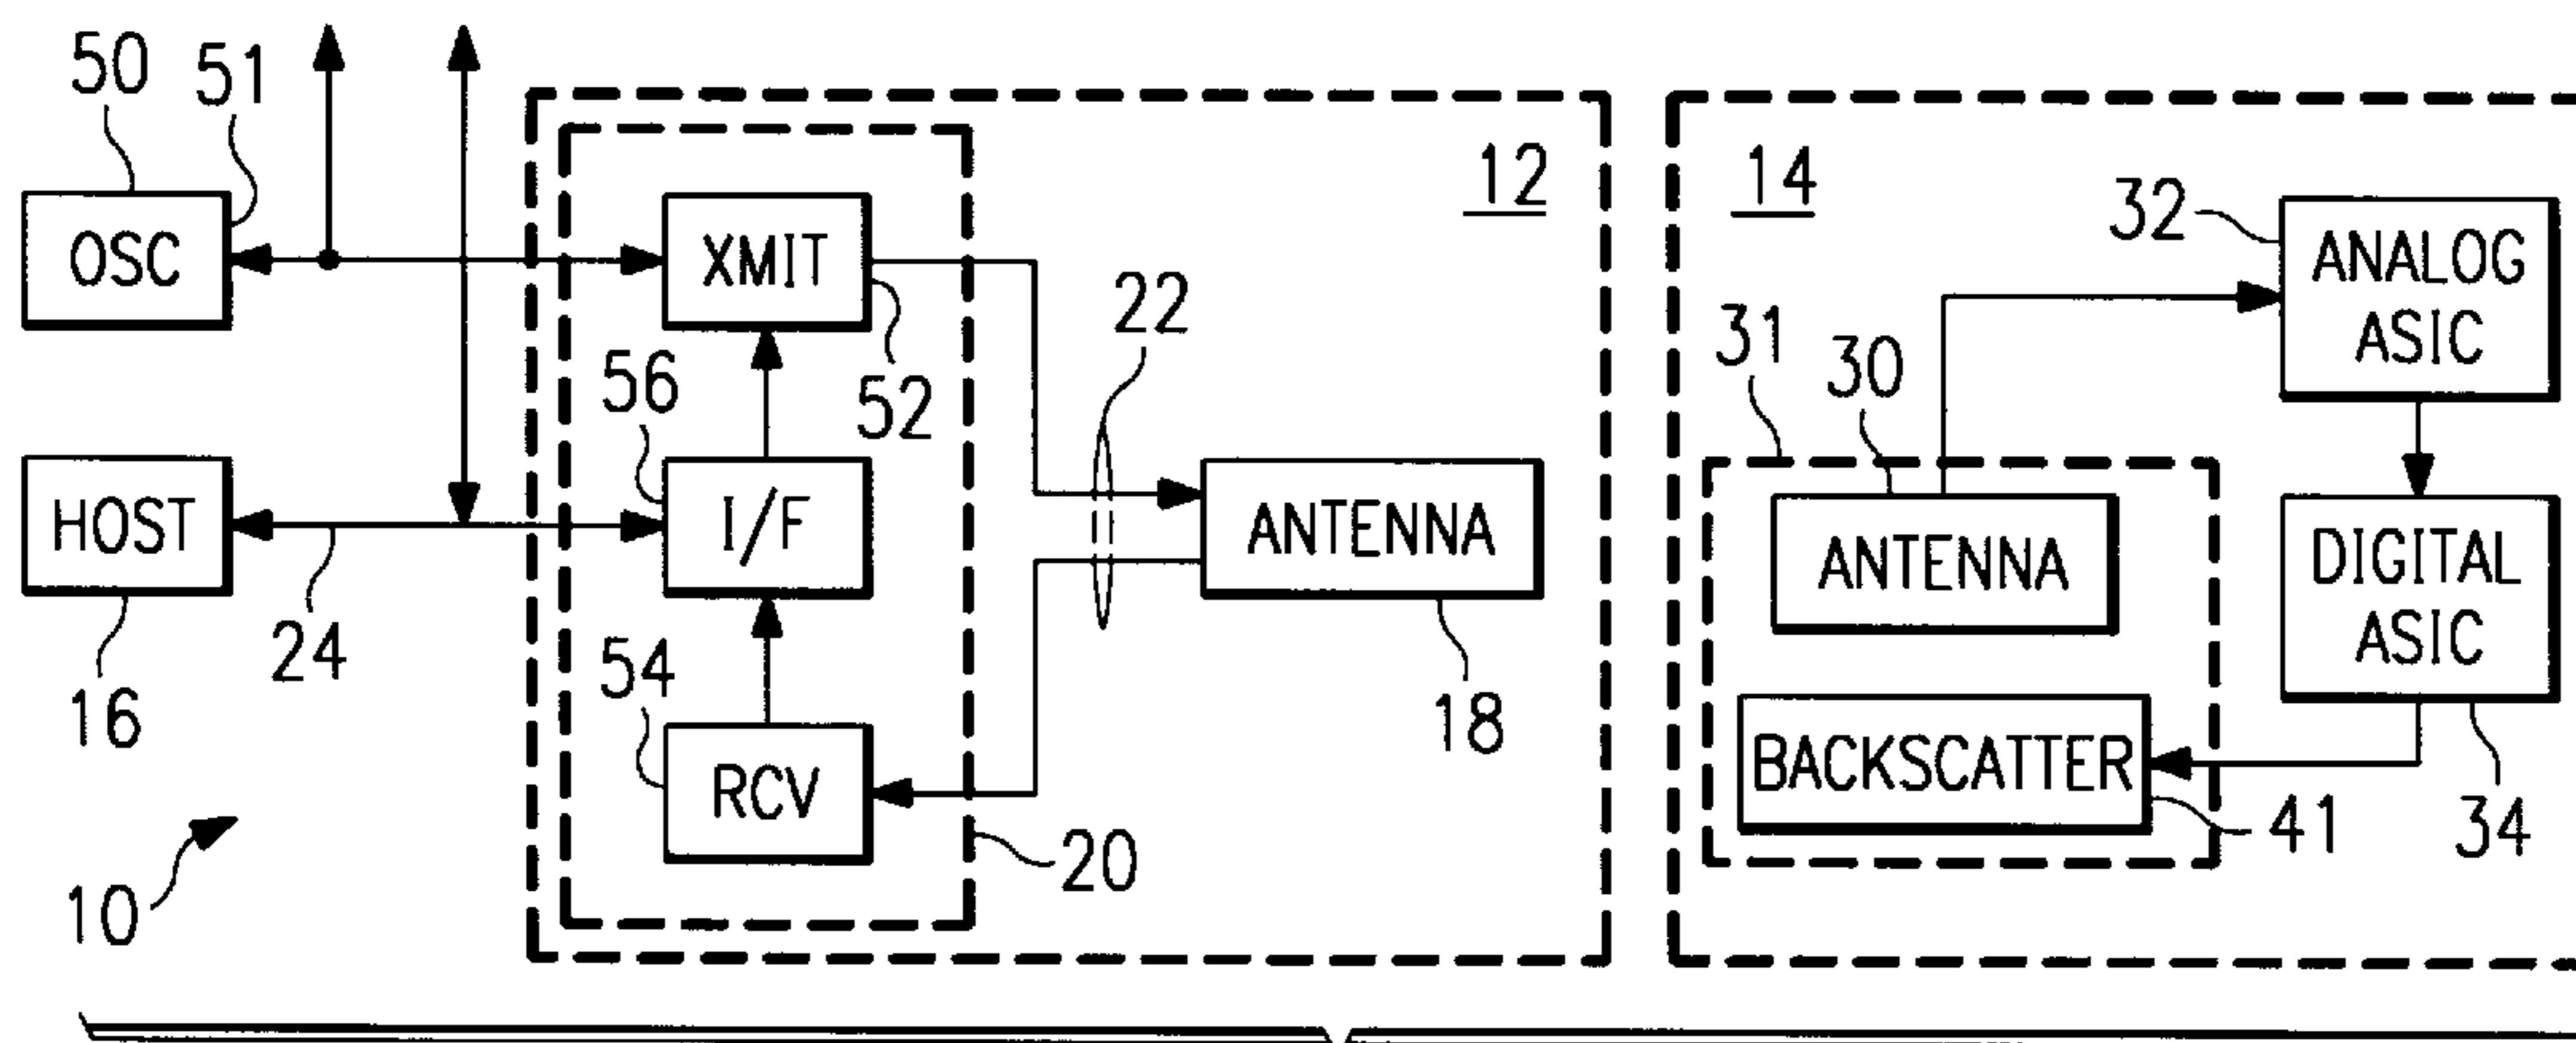 50
51
OSC
HOST
16
24
10
12
XMIT
52
56
I/F
54
RCV
20
22
ANTENNA
18
14
32
ANALOG
ASIC
31
30
ANTENNA
DIGITAL
ASIC
34
BACKSCATTER
41